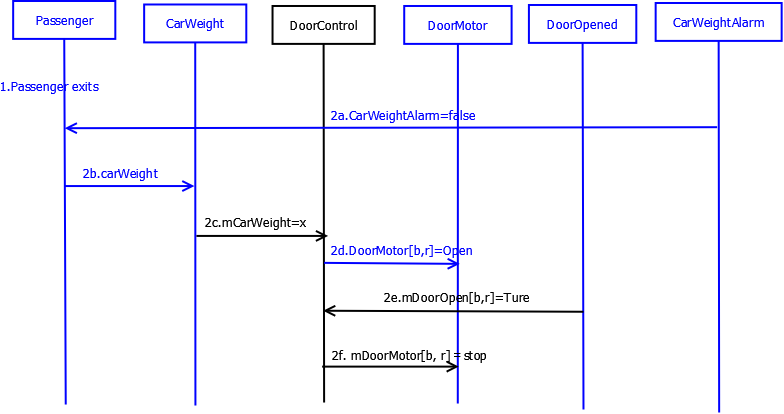 Passenger
CarWeight
DoorControl
DoorMotor
DoorOpened
CarWeightAlarm
1.Passenger exits
2a.CarWeightAlarm=false
2b.carWeight
2c.mCarWeight=x
2d.DoorMotor[b,r]=Open
2e.mDoorOpen[b,r]=Ture
2f. mDoorMotor[b, r] = stop